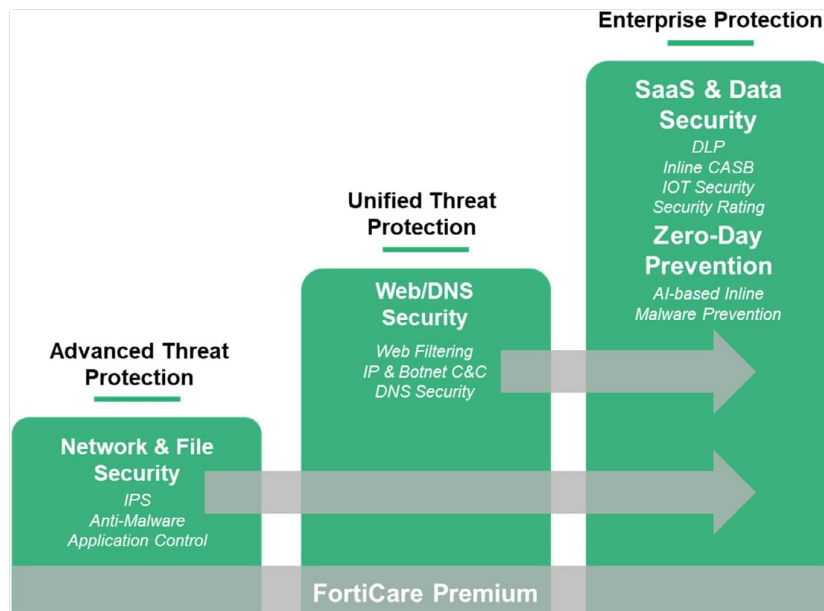 Advanced Threat
Protection
Network & File
Security
IPS
Anti-Malware
Application Control
Unified Threat
Protection
Web/DNS
Security
Web Filtering
IP & Botnet C&C
DNS Security
Enterprise Protection
SaaS & Data
Security
DLP
Inline CASB
IOT Security
Security Rating
Zero-Day
Prevention
AI-based Inline
Malware Prevention
FortiCare Premium